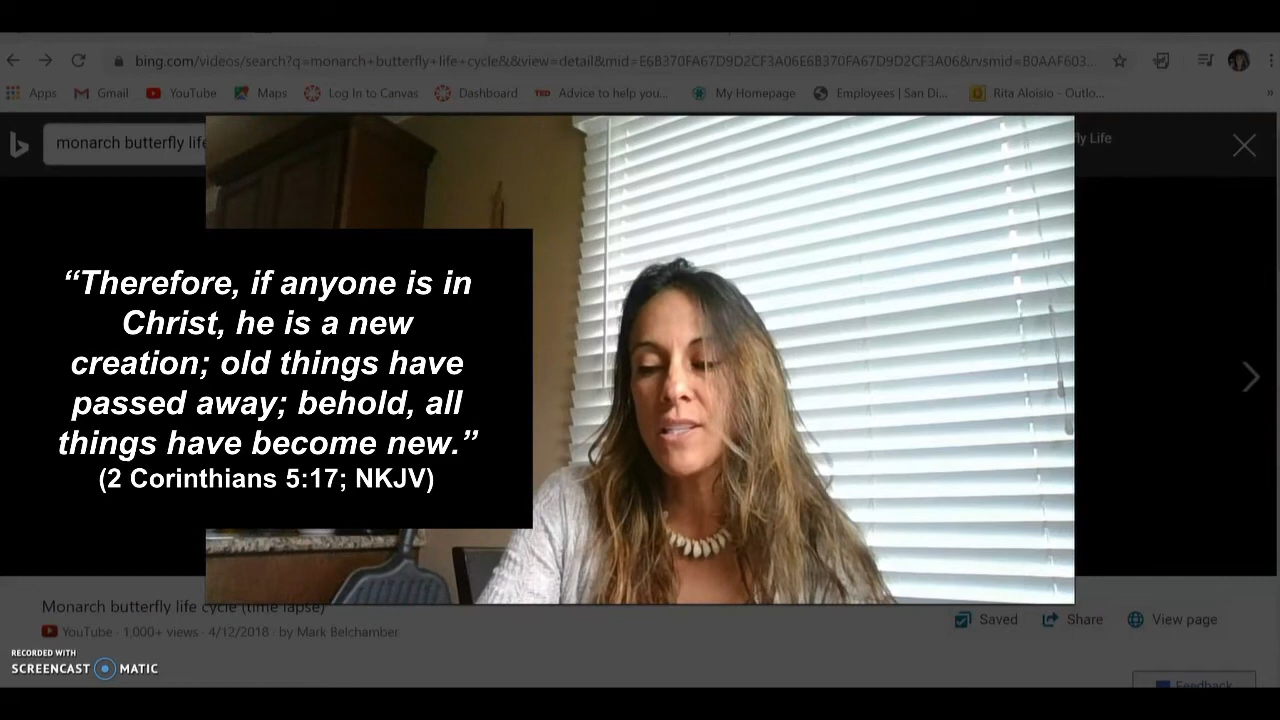 bing.com/videos/search?q=monarch+butterfly+life+cycle&&view=detail&mid=E6B370FA67D9D2CF3A06E6B370FA67D9D2CF3A06&rvsmid=B0AAF603...
Apps Gmail YouTube Maps Log In to Canvas Dashboard TED Advice to help you... My Homepage Employees | San Di... Rita Aloisio - Outlo... »
monarch butterfly life
fly Life
“Therefore, if anyone is in
Christ, he is a new
creation; old things have
passed away; behold, all
things have become new.”
(2 Corinthians 5:17; NKJV)
Monarch butterfly life cycle (time lapse)
Saved Share View page
YouTube · 1,000+ views · 4/12/2018 · by Mark Belchamber
RECORDED WITH
SCREENCAST MATIC
Feedback